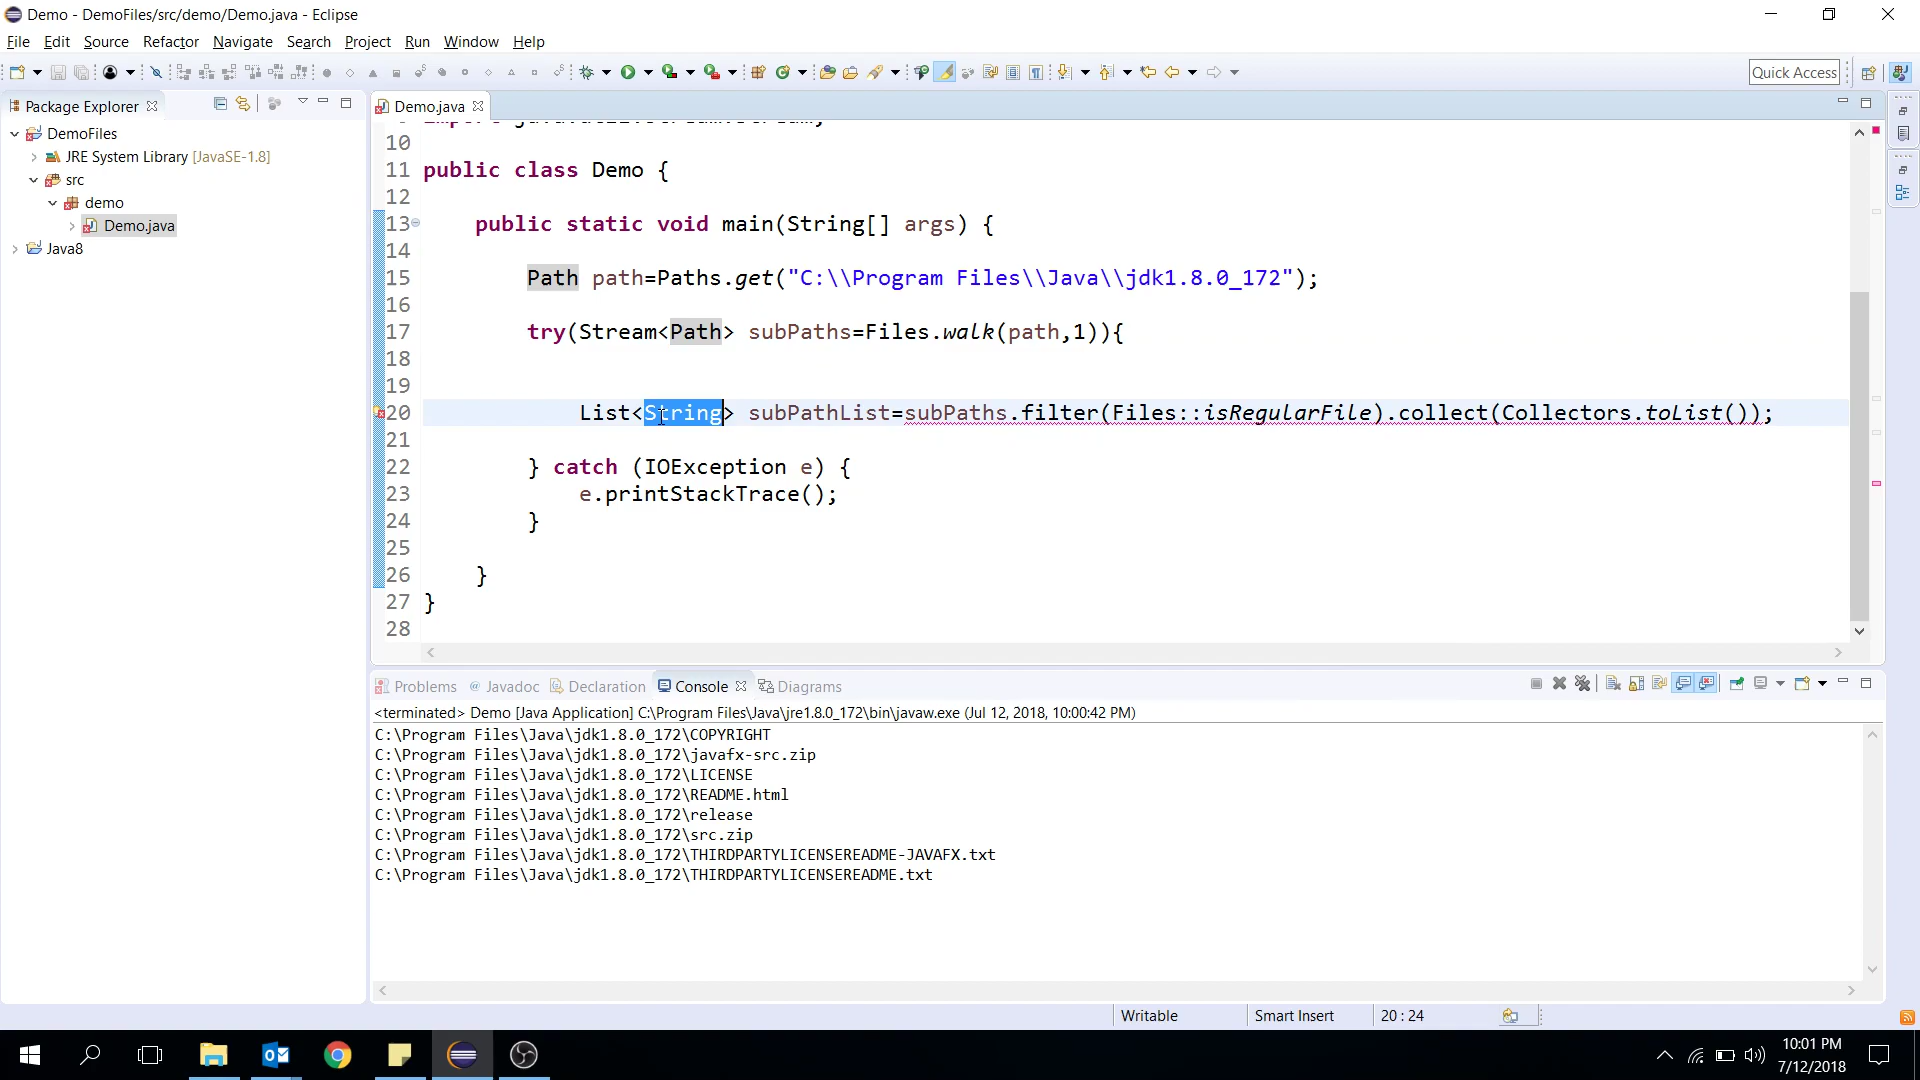 Demo - DemoFiles/src/demo/Demo.java - Eclipse
File Edit Source Refactor Navigate Search Project Run Window Help
Quick Access
Package Explorer
DemoFiles
JRE System Library [JavaSE-1.8]
src
demo
Demo.java
Java8
Demo.java
10
11 public class Demo {
12
13 public static void main(String[] args) {
14
15 Path path=Paths.get("C:\\Program Files\\Java\\jdk1.8.0_172");
16
17 try(Stream<Path> subPaths=Files.walk(path,1)){
18
19
20 List<String> subPathList=subPaths.filter(Files::isRegularFile).collect(Collectors.toList());
21
22 } catch (IOException e) {
23 e.printStackTrace();
24 }
25
26 }
27 }
28
Problems @ Javadoc Declaration Console Diagrams
<terminated> Demo [Java Application] C:\Program Files\Java\jre1.8.0_172\bin\javaw.exe (Jul 12, 2018, 10:00:42 PM)
C:\Program Files\Java\jdk1.8.0_172\COPYRIGHT
C:\Program Files\Java\jdk1.8.0_172\javafx-src.zip
C:\Program Files\Java\jdk1.8.0_172\LICENSE
C:\Program Files\Java\jdk1.8.0_172\README.html
C:\Program Files\Java\jdk1.8.0_172\release
C:\Program Files\Java\jdk1.8.0_172\src.zip
C:\Program Files\Java\jdk1.8.0_172\THIRDPARTYLICENSEREADME-JAVAFX.txt
C:\Program Files\Java\jdk1.8.0_172\THIRDPARTYLICENSEREADME.txt
Writable Smart Insert 20 : 24
10:01 PM
7/12/2018